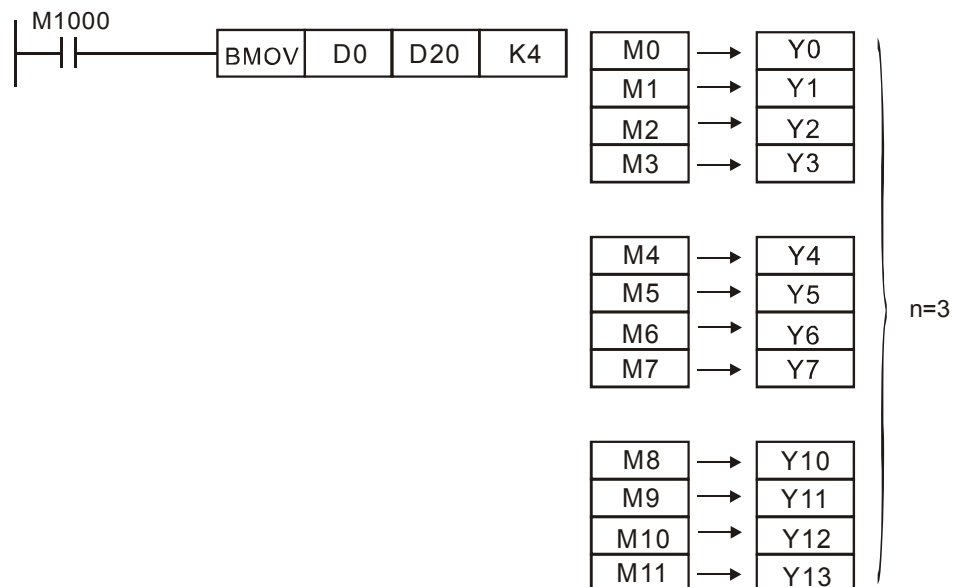 M1000
BMOV D0 D20 K4
M0 Y0
M1 Y1
M2 Y2
M3 Y3
M4 Y4
M5 Y5
M6 Y6
M7 Y7
n=3
M8 Y10
M9 Y11
M10 Y12
M11 Y13